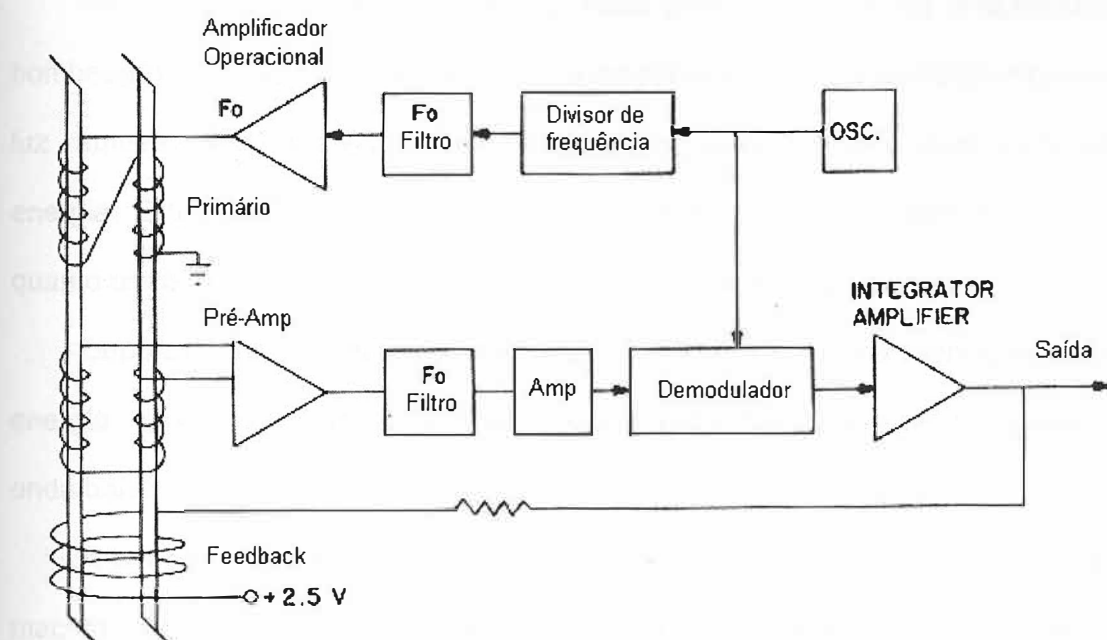 Amplificador
Operacional
Fo
Fo
Filtro
Divisor de
frequência
OSC.
Primário
Pré-Amp
Fo
Filtro
Amp
Demodulador
INTEGRATOR
AMPLIFIER
Saída
Feedback
+ 2.5 V